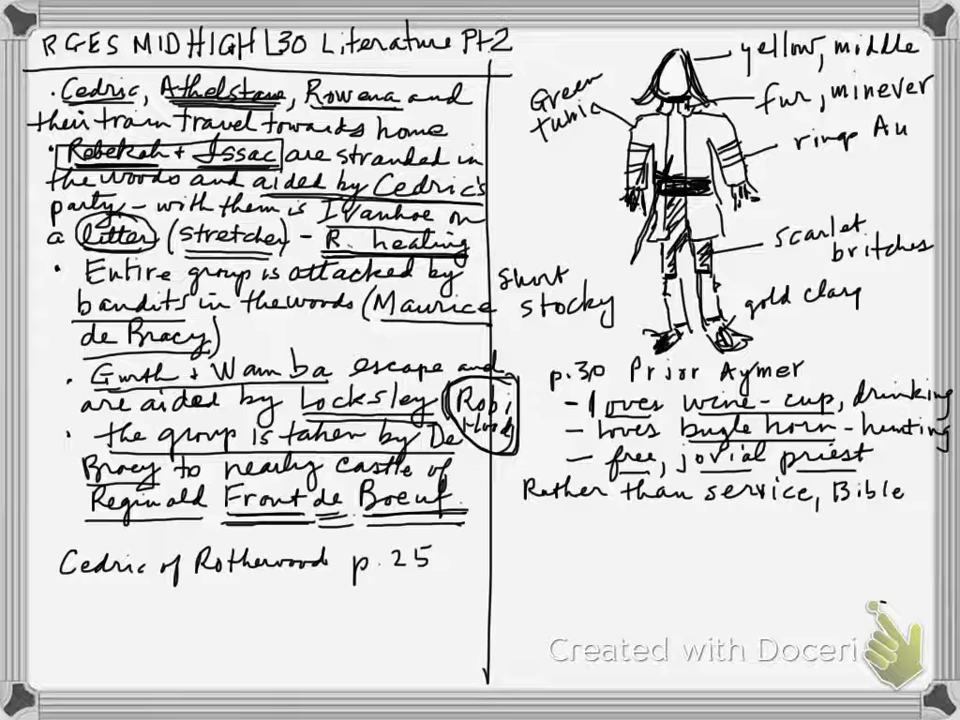 RGES MIDHIGH L30 Literature Pt2
· Cedric, Athelstane, Rowena and
their train travel towards home
· Rebekah + Issac are stranded in
the woods and aided by Cedric's
party - with them is Ivanhoe on
a litter (stretcher) - R. healing
· Entire group is attacked by
bandits in the woods (Maurice
de Bracy)
· Gurth + Wamba escape and
are aided by Locksley (Robi
Hood)
· the group is taken by De
Bracy to nearby castle of
Reginald Front de Boeuf.
Cedric of Rotherwood p.25
yellow, middle
Green
tunic
fur, minever
rings Au
scarlet
britches
short
stocky
gold clasp
p.30 Prior Aymer
- loves wine-cup, drinking
- loves bugle horn - hunting
- free, jovial priest
Rather than service, Bible
Created with Doceri